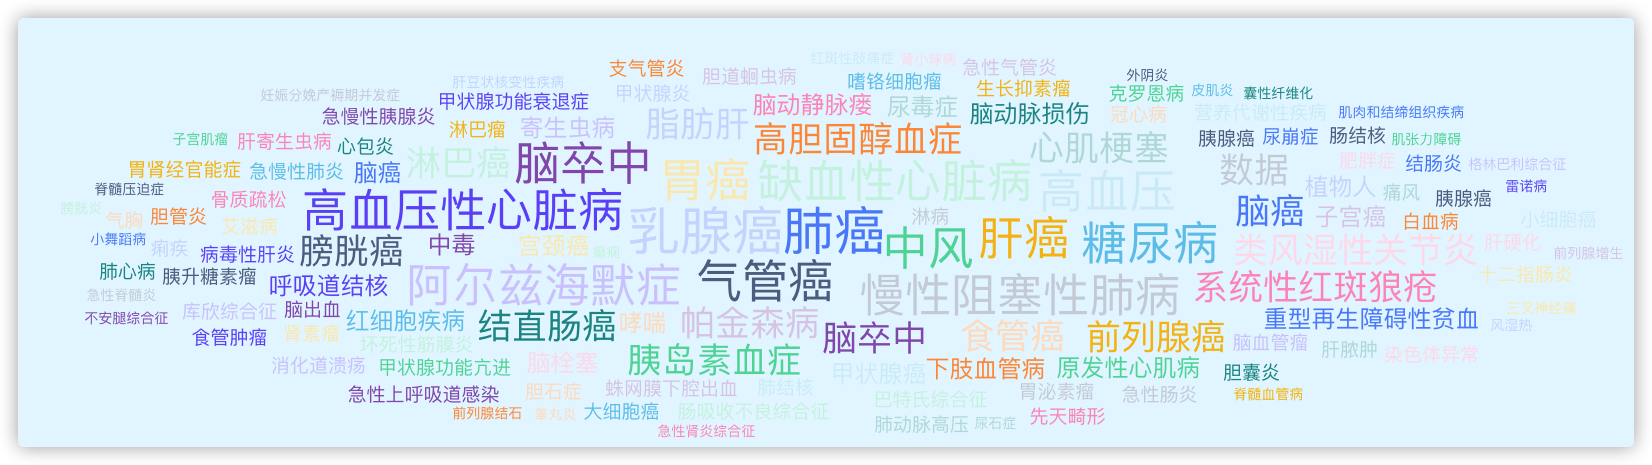 红斑性肢痛症
肾小球病
支气管炎
胆道蛔虫病
急性气管炎
外阴炎
肝豆状核变性疾病
嗜铬细胞瘤
生长抑素瘤
克罗恩病
皮肌炎
囊性纤维化
妊娠分娩产褥期并发症
甲状腺功能衰退症
甲状腺炎
脑动静脉瘘
尿毒症
脑动脉损伤
冠心病
营养代谢性疾病
肌肉和结缔组织疾病
急慢性胰腺炎
淋巴瘤
寄生虫病
脂肪肝
高胆固醇血症
心肌梗塞
胰腺癌
尿崩症
肠结核
肌张力障碍
子宫肌瘤
肝寄生虫病
心包炎
淋巴癌
脑卒中
胃癌
缺血性心脏病
高血压
数据
肥胖症
结肠炎
格林巴利综合征
胃肾经官能症
急慢性肺炎
脑癌
植物人
痛风
胰腺癌
雷诺病
脊髓压迫症
骨质疏松
高血压性心脏病
乳腺癌
肺癌
淋病
肝癌
脑癌
子宫癌
白血病
小细胞癌
膀胱炎
气胸
胆管炎
艾滋病
中风
糖尿病
类风湿性关节炎
肝硬化
前列腺增生
小舞蹈病
痢疾
病毒性肝炎
膀胱癌
中毒
宫颈癌
癫痫
肺心病
胰升糖素瘤
呼吸道结核
阿尔兹海默症
气管癌
慢性阻塞性肺病
系统性红斑狼疮
十二指肠炎
急性脊髓炎
不安腿综合征
库欣综合征
脑出血
红细胞疾病
结直肠癌
哮喘
帕金森病
脑卒中
食管癌
前列腺癌
重型再生障碍性贫血
风湿热
三叉神经痛
食管肿瘤
肾素瘤
坏死性筋膜炎
胰岛素血症
脑血管瘤
肝脓肿
染色体异常
消化道溃疡
甲状腺功能亢进
脑栓塞
甲状腺癌
下肢血管病
原发性心肌病
胆囊炎
急性上呼吸道感染
胆石症
蛛网膜下腔出血
肺结核
巴特氏综合征
胃泌素瘤
急性肠炎
脊髓血管病
前列腺结石
睾丸炎
大细胞癌
肠吸收不良综合征
肺动脉高压
尿石症
先天畸形
急性肾炎综合征